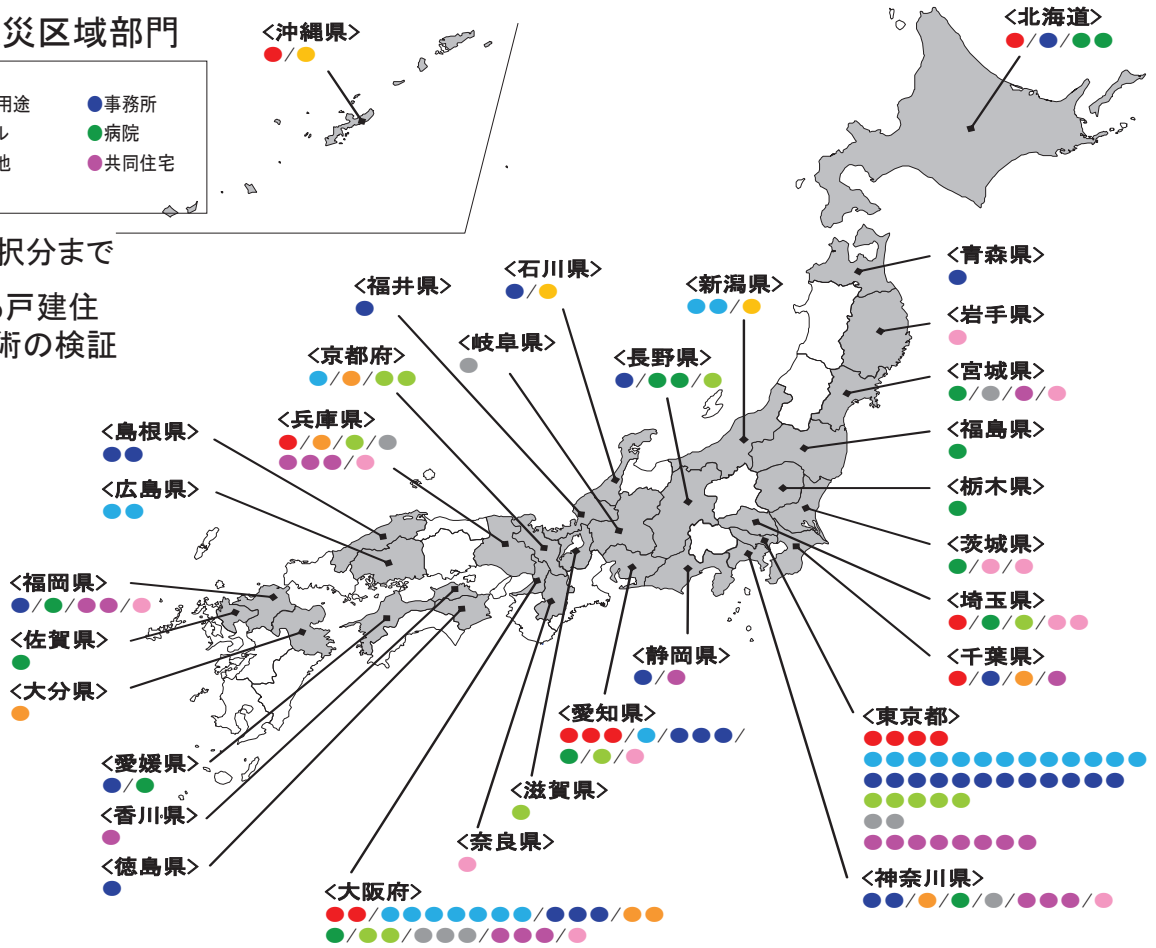 災区域部門
用途
●事務所
ル
●病院
他
●共同住宅
択分まで
戸建住
術の検証
<沖縄県>
<北海道>
<青森県>
<岩手県>
<宮城県>
<福島県>
<栃木県>
<茨城県>
<埼玉県>
<千葉県>
<東京都>
<神奈川県>
<新潟県>
<石川県>
<福井県>
<岐阜県>
<長野県>
<京都府>
<兵庫県>
<島根県>
<広島県>
<福岡県>
<佐賀県>
<大分県>
<愛媛県>
<香川県>
<徳島県>
<静岡県>
<愛知県>
<滋賀県>
<奈良県>
<大阪府>